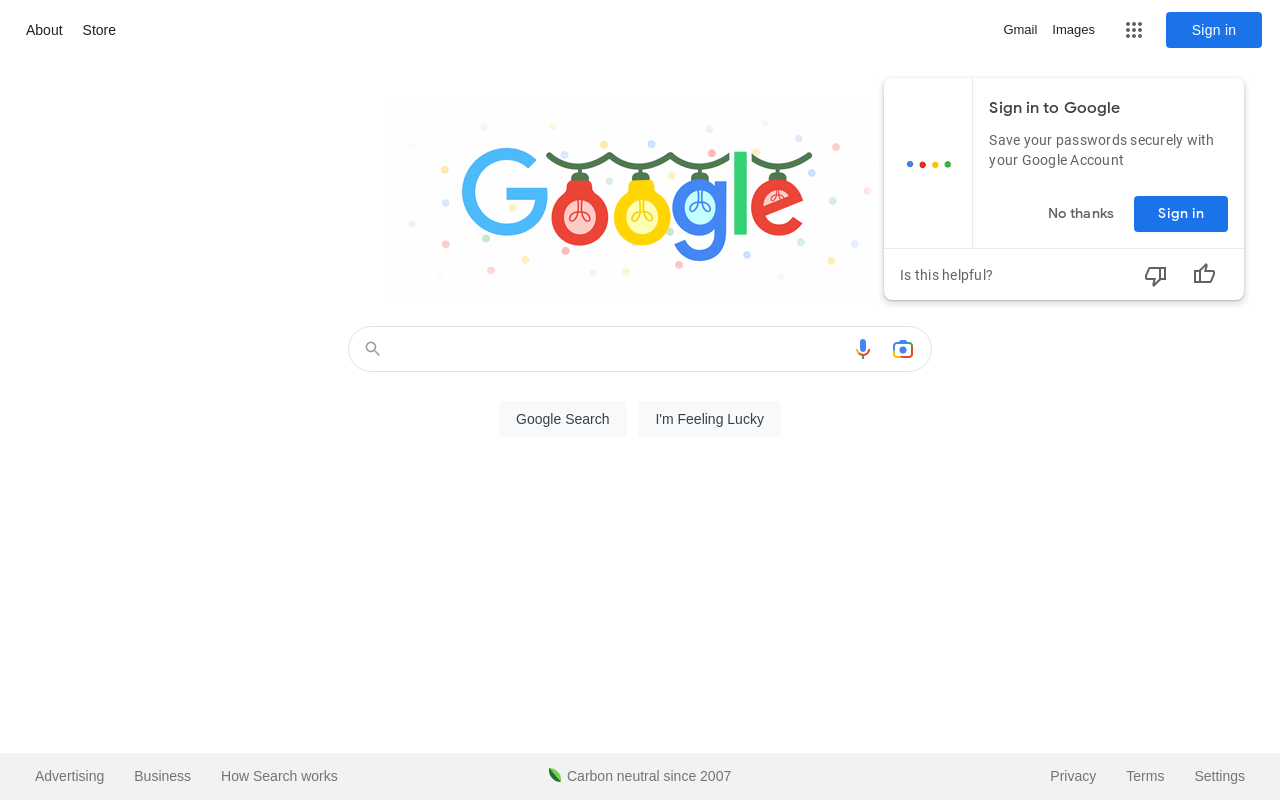 About Store
Gmail Images Sign in
Google
Sign in to Google
Save your passwords securely with
your Google Account
No thanks Sign in
Is this helpful?
Google Search I'm Feeling Lucky
Advertising Business How Search works
Carbon neutral since 2007
Privacy Terms Settings